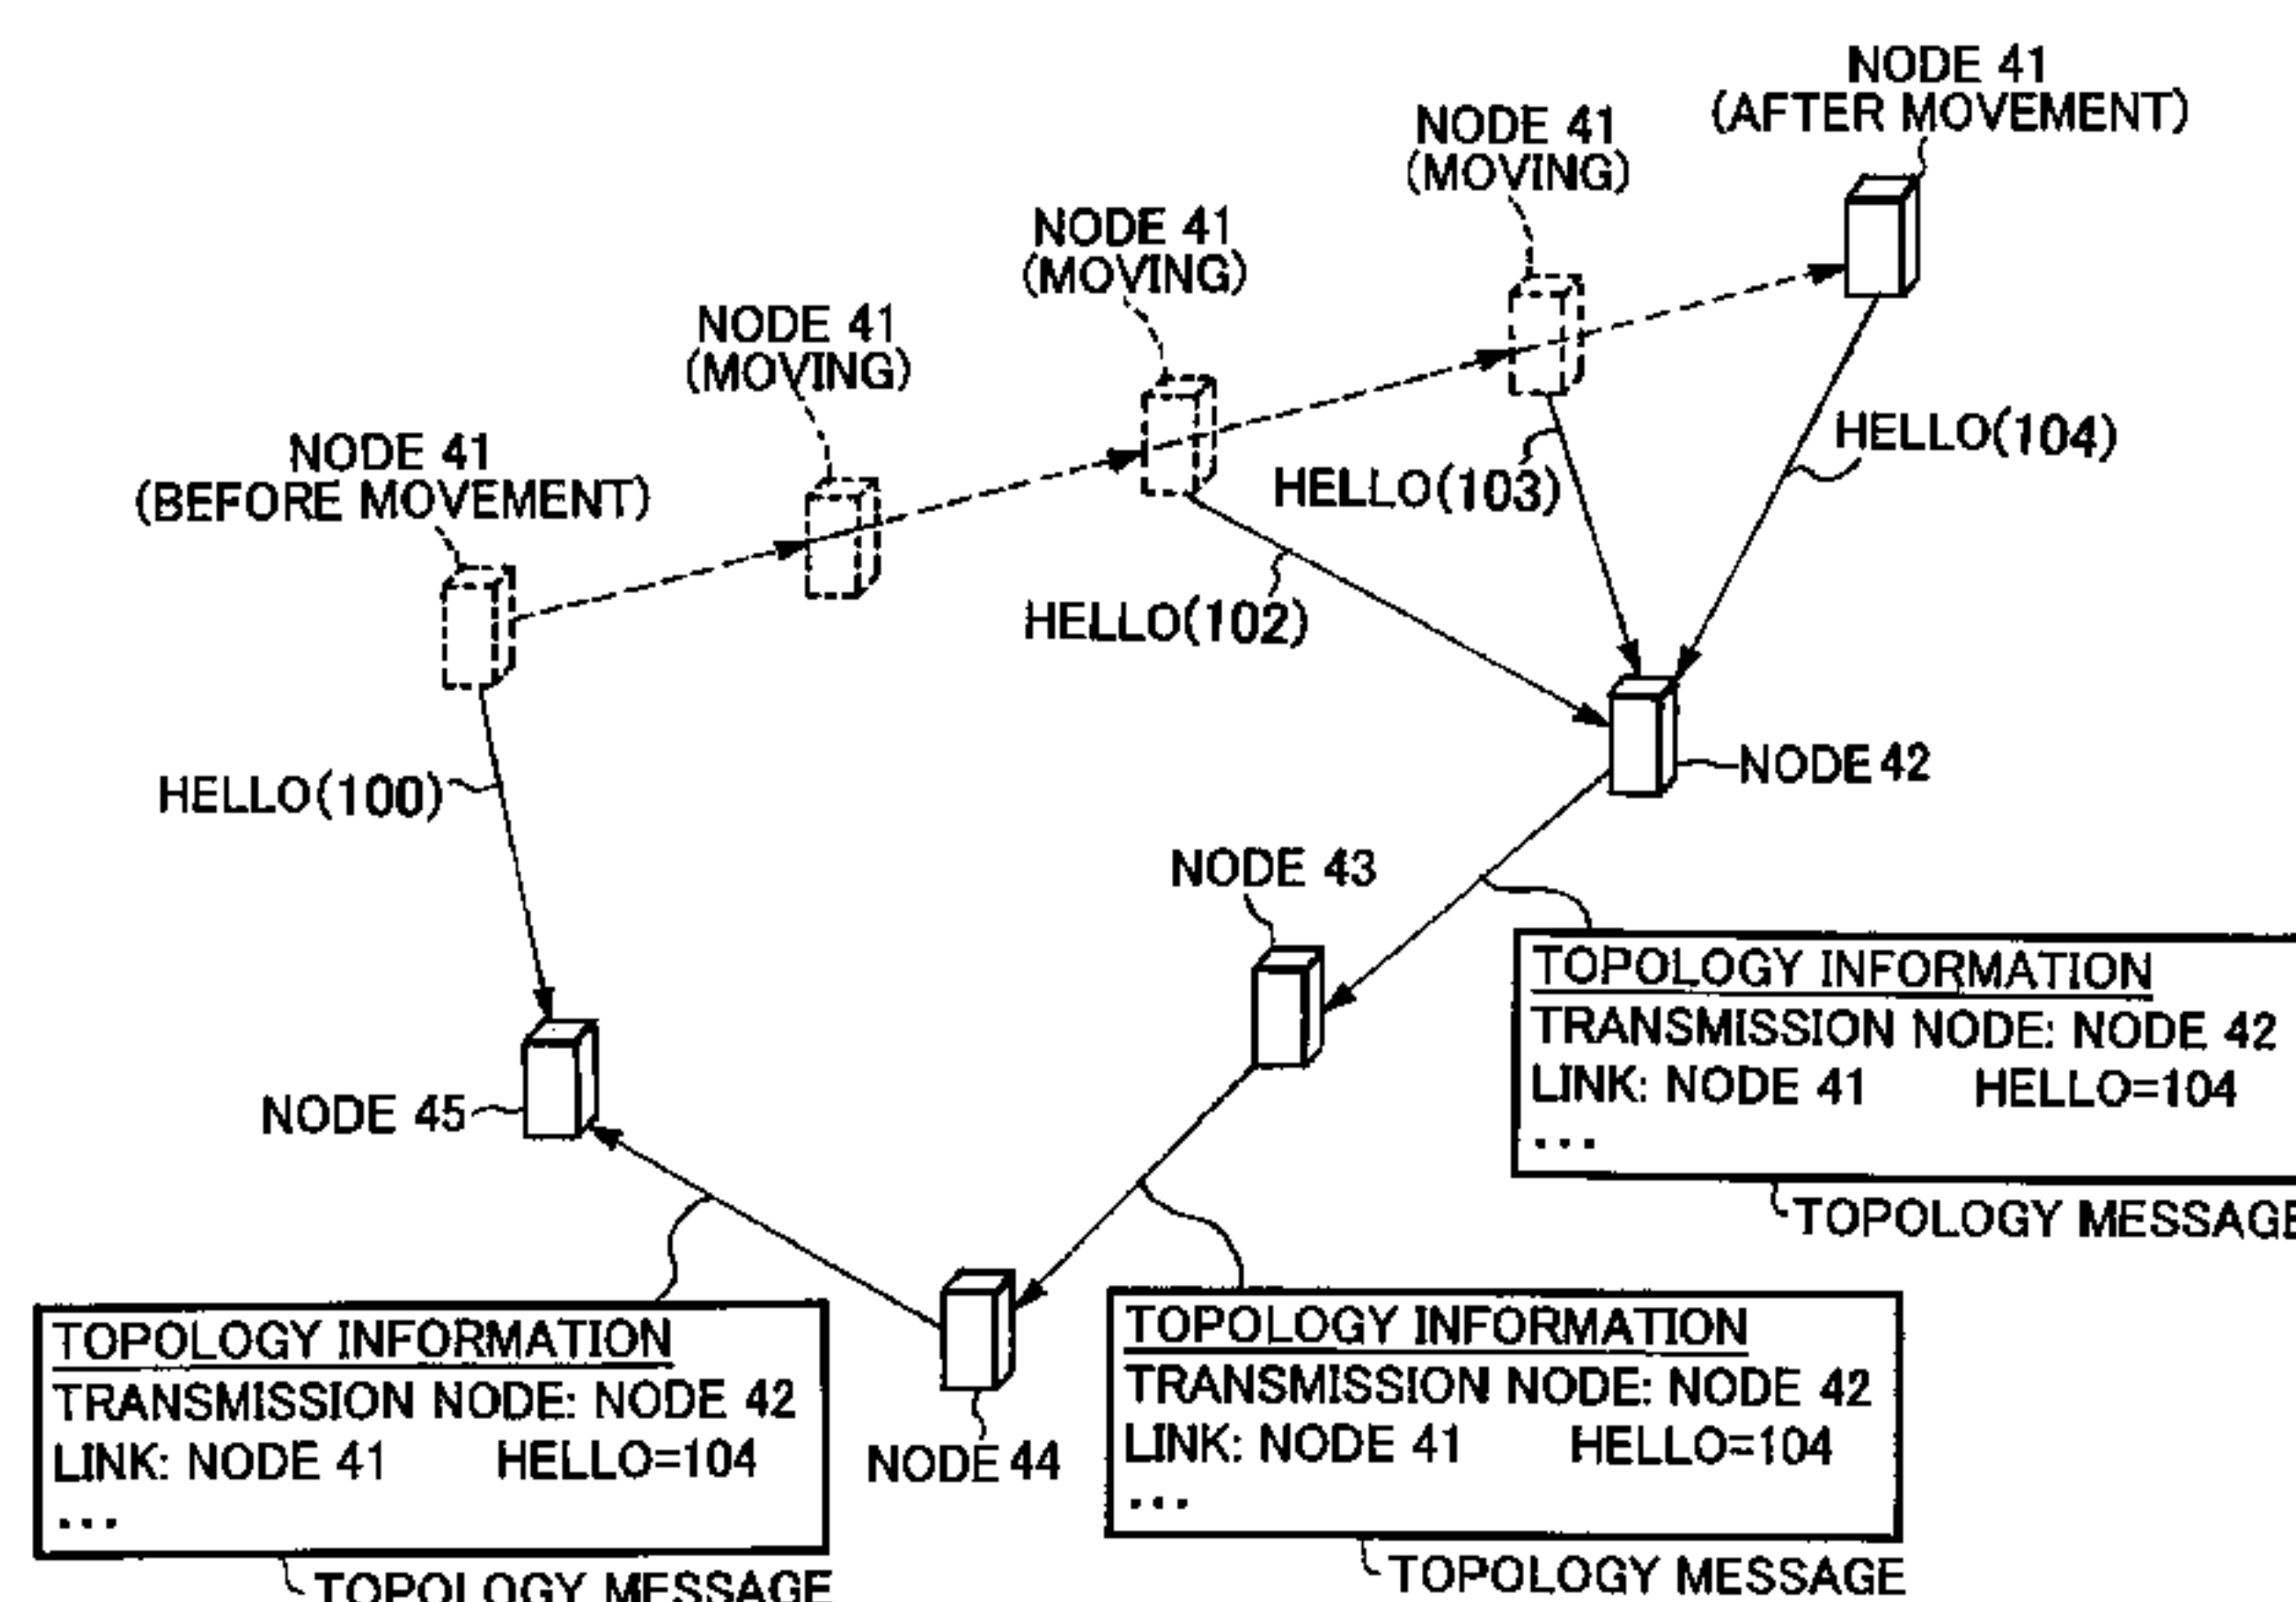 NODE 41
(AFTER MOVEMENT)
NODE 41
(MOVING)
NODE 41
(MOVING)
NODE 41
(MOVING)
NODE 41
(BEFORE MOVEMENT)
HELLO(104)
HELLO(103)
HELLO(102)
NODE 42
HELLO(100)
NODE 43
TOPOLOGY INFORMATION
TRANSMISSION NODE: NODE 42
LINK: NODE 41 HELLO=104
...
TOPOLOGY MESSAGE
NODE 45
TOPOLOGY INFORMATION
TRANSMISSION NODE: NODE 42
LINK: NODE 41 HELLO=104
...
TOPOLOGY MESSAGE
NODE 44
TOPOLOGY INFORMATION
TRANSMISSION NODE: NODE 42
LINK: NODE 41 HELLO=104
...
TOPOLOGY MESSAGE